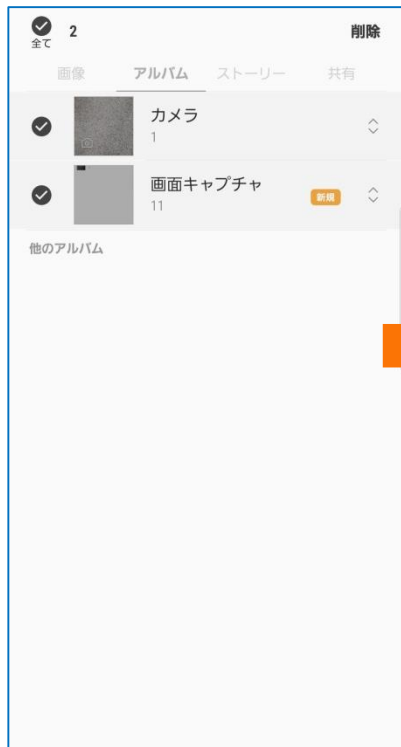 2
削除
全て
画像 アルバム ストーリー 共有
カメラ
1
画面キャプチャ
新規
11
他のアルバム